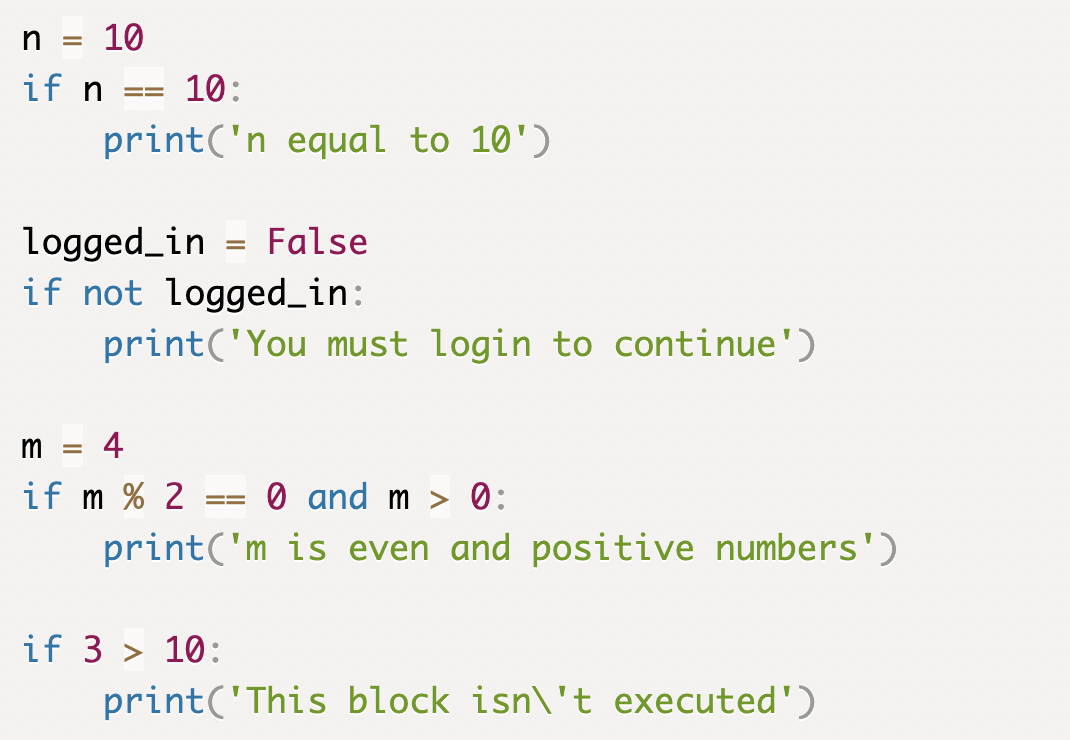 n = 10
if n == 10:
    print('n equal to 10')

logged_in = False
if not logged_in:
    print('You must login to continue')

m = 4
if m % 2 == 0 and m > 0:
    print('m is even and positive numbers')

if 3 > 10:
    print('This block isn\'t executed')